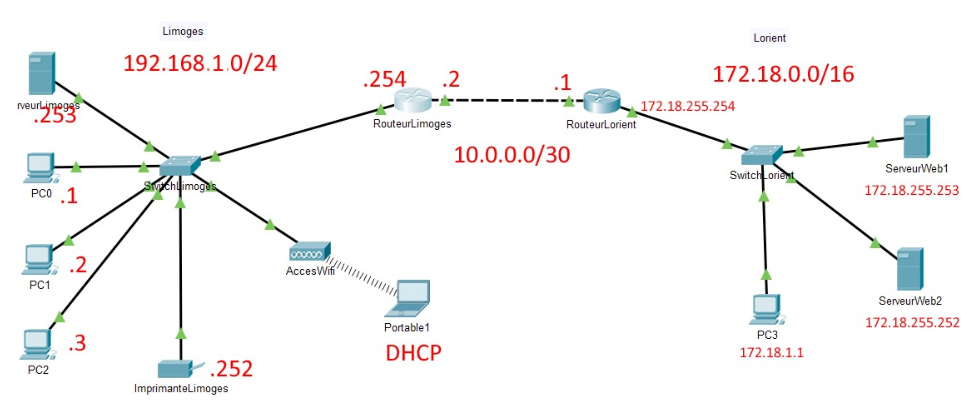 Limoges
192.168.1.0/24
Lorient
172.18.0.0/16
rveurLimoges
.253
.254
.2
.1
RouteurLimoges
RouteurLorient
172.18.255.254
10.0.0.0/30
SwitchLimoges
PC0
.1
SwitchLorient
ServeurWeb1
172.18.255.253
PC1
.2
AccesWifi
Portable1
DHCP
ServeurWeb2
172.18.255.252
PC2
.3
PC3
172.18.1.1
ImprimanteLimoges
.252